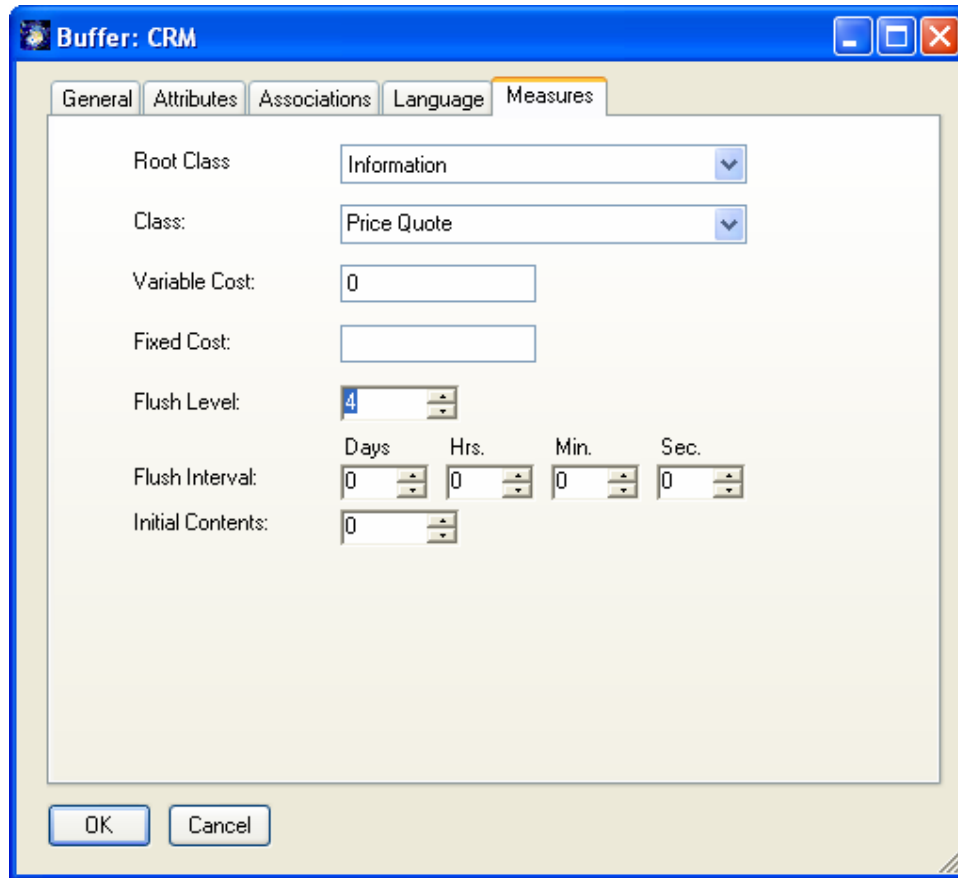 Buffer: CRM
General Attributes Associations Language Measures
Root Class Information
Class: Price Quote
Variable Cost: 0
Fixed Cost:
Flush Level: 4
Days Hrs. Min. Sec.
Flush Interval: 0 0 0 0
Initial Contents: 0
OK Cancel